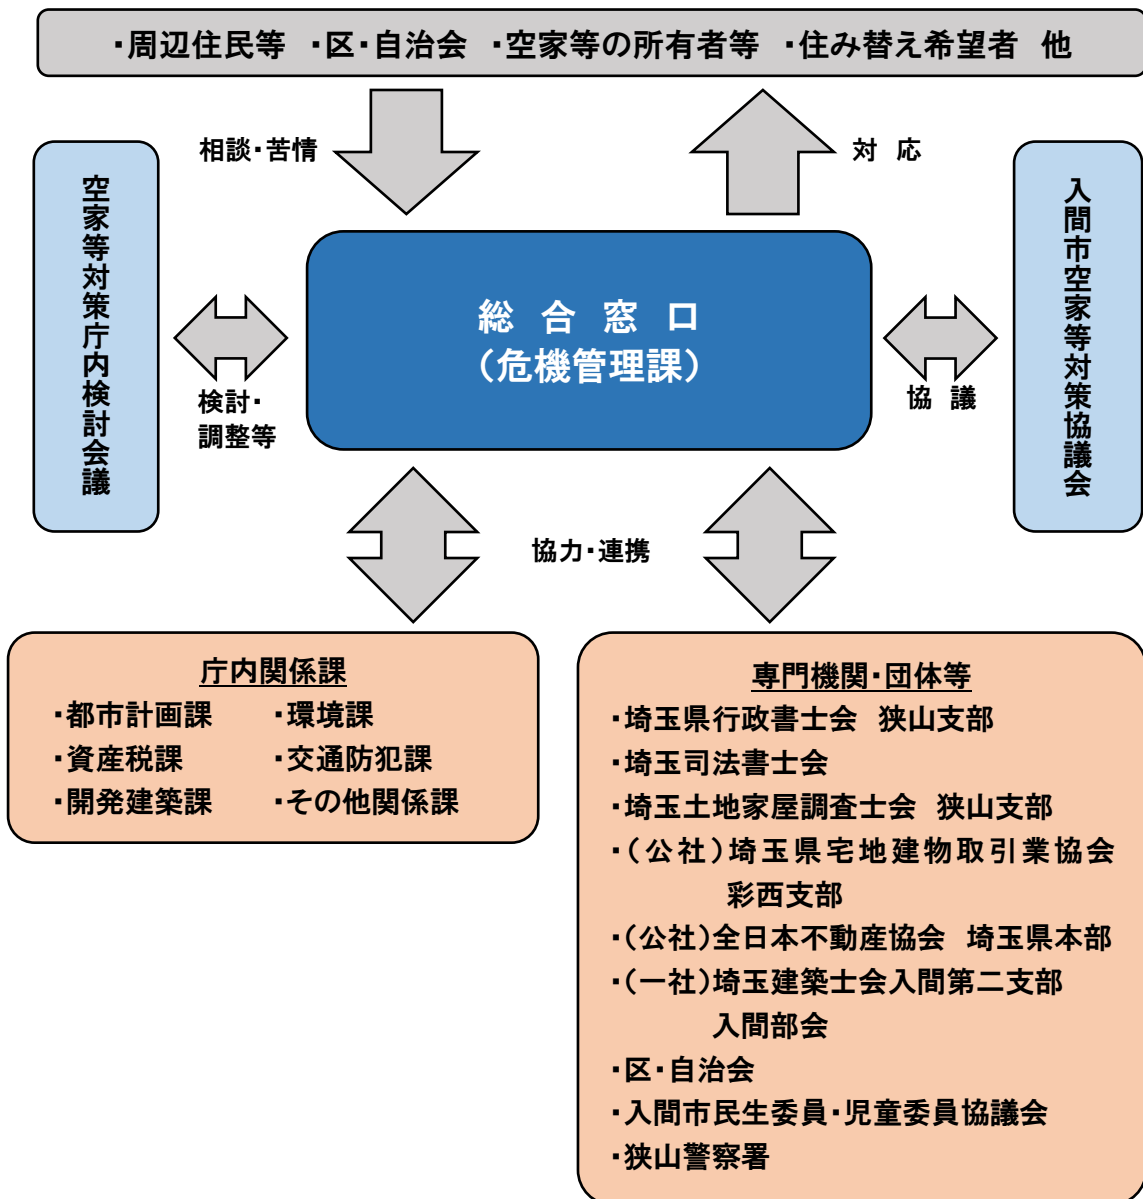 ・周辺住民等 ・区・自治会 ・空家等の所有者等 ・住み替え希望者 他
相談・苦情
対 応
空家等対策庁内検討会議
総 合 窓 口
（危機管理課）
入間市空家等対策協議会
検討・
調整等
協 議
協力・連携
庁内関係課
・都市計画課 ・環境課
・資産税課 ・交通防犯課
・開発建築課 ・その他関係課
専門機関・団体等
・埼玉県行政書士会 狭山支部
・埼玉司法書士会
・埼玉土地家屋調査士会 狭山支部
・（公社）埼玉県宅地建物取引業協会
彩西支部
・（公社）全日本不動産協会 埼玉県本部
・（一社）埼玉建築士会入間第二支部
入間部会
・区・自治会
・入間市民生委員・児童委員協議会
・狭山警察署